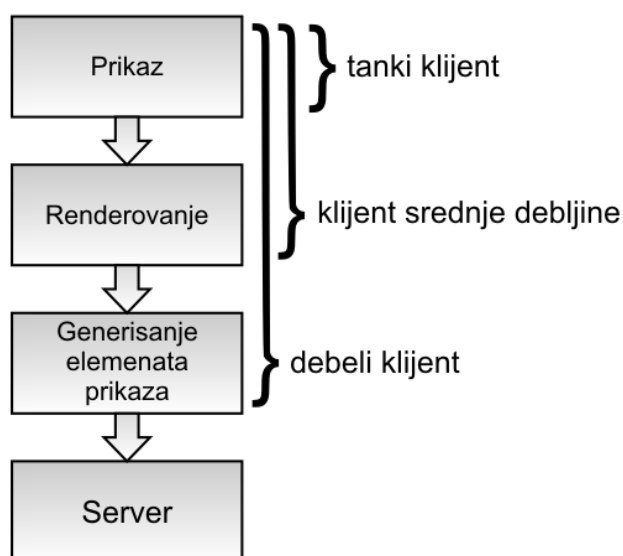 Prikaz
tanki klijent
Renderovanje
klijent srednje debljine
Generisanje
elemenata
prikaza
debeli klijent
Server